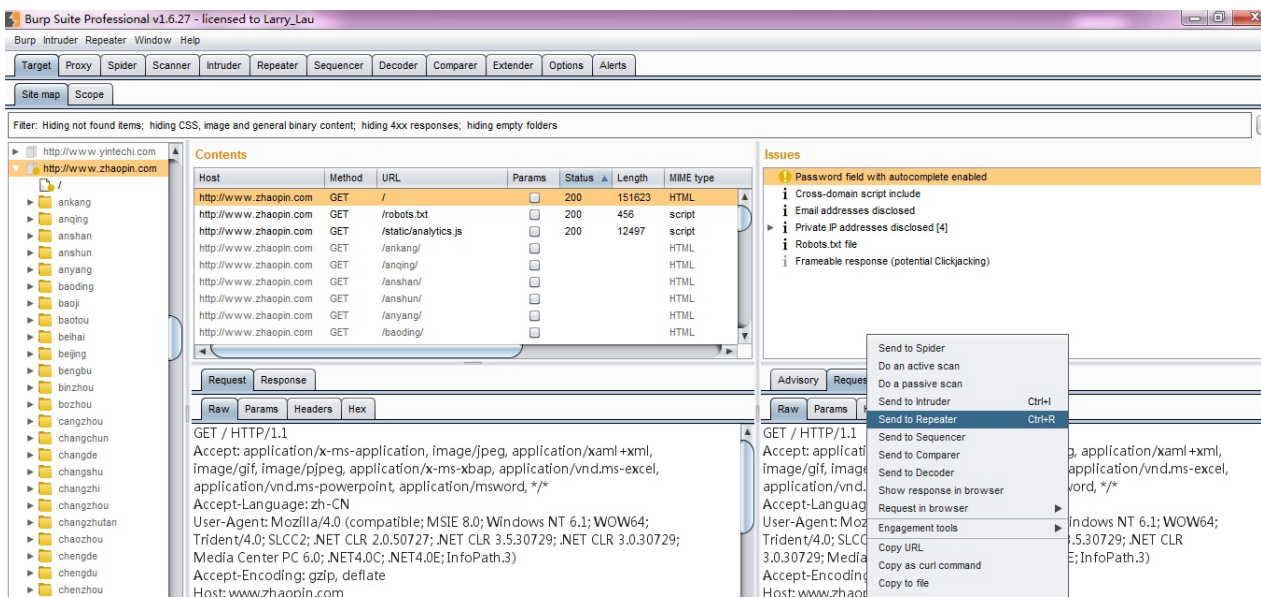 Burp Suite Professional v1.6.27 - licensed to Larry_Lau
Burp Intruder Repeater Window Help
Target Proxy Spider Scanner Intruder Repeater Sequencer Decoder Comparer Extender Options Alerts
Site map Scope
Filter: Hiding not found items; hiding CSS, image and general binary content; hiding 4xx responses; hiding empty folders
http://www.yintechi.com
http://www.zhaopin.com
/
ankang
anqing
anshan
anshun
anyang
baoding
baoji
baotou
beihai
beijing
bengbu
binzhou
bozhou
cangzhou
changchun
changde
changshu
changzhi
changzhou
changzhutan
chaozhou
chengde
chengdu
chenzhou
Contents
Host Method URL Params Status Length MIME type
http://www.zhaopin.com GET / 200 151623 HTML
http://www.zhaopin.com GET /robots.txt 200 456 script
http://www.zhaopin.com GET /static/analytics.js 200 12497 script
http://www.zhaopin.com GET /ankang/ HTML
http://www.zhaopin.com GET /anqing/ HTML
http://www.zhaopin.com GET /anshan/ HTML
http://www.zhaopin.com GET /anshun/ HTML
http://www.zhaopin.com GET /anyang/ HTML
http://www.zhaopin.com GET /baoding/ HTML
Request Response
Raw Params Headers Hex
GET / HTTP/1.1
Accept: application/x-ms-application, image/jpeg, application/xaml+xml,
image/gif, image/pjpeg, application/x-ms-xbap, application/vnd.ms-excel,
application/vnd.ms-powerpoint, application/msword, */*
Accept-Language: zh-CN
User-Agent: Mozilla/4.0 (compatible; MSIE 8.0; Windows NT 6.1; WOW64;
Trident/4.0; SLCC2; .NET CLR 2.0.50727; .NET CLR 3.5.30729; .NET CLR 3.0.30729;
Media Center PC 6.0; .NET4.0C; .NET4.0E; InfoPath.3)
Accept-Encoding: gzip, deflate
Host: www.zhaopin.com
Issues
Password field with autocomplete enabled
Cross-domain script include
Email addresses disclosed
Private IP addresses disclosed [4]
Robots.txt file
Frameable response (potential Clickjacking)
Advisory Reques
Raw Params
GET / HTTP/1.1
Accept: applicati g, application/xaml+xml,
image/gif, image application/vnd.ms-excel,
application/vnd. vord, */*
Accept-Languag
User-Agent: Moz indows NT 6.1; WOW64;
Trident/4.0; SLCC .5.30729; .NET CLR
3.0.30729; Media E; InfoPath.3)
Accept-Encoding
Host: www.zhaop
Send to Spider
Do an active scan
Do a passive scan
Send to Intruder Ctrl+I
Send to Repeater Ctrl+R
Send to Sequencer
Send to Comparer
Send to Decoder
Show response in browser
Request in browser
Engagement tools
Copy URL
Copy as curl command
Copy to file